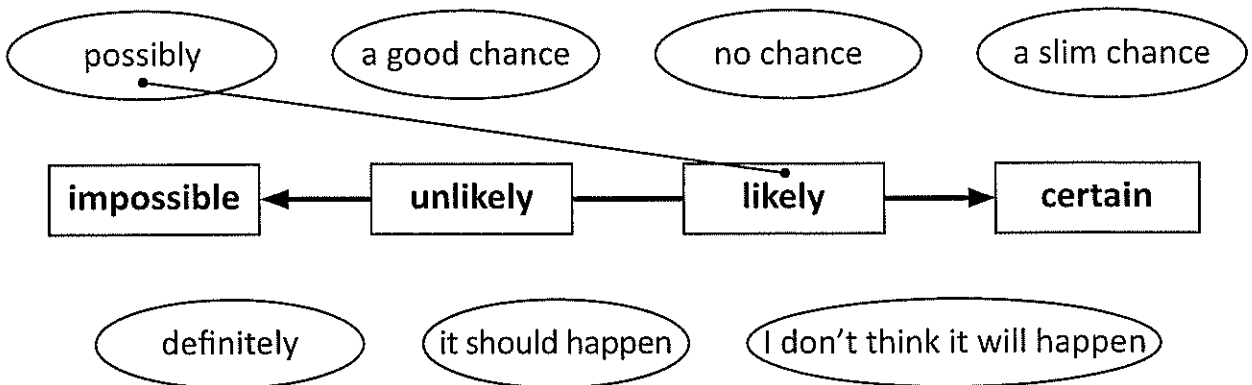 possibly a good chance no chance a slim chance
impossible unlikely likely certain
definitely it should happen I don't think it will happen